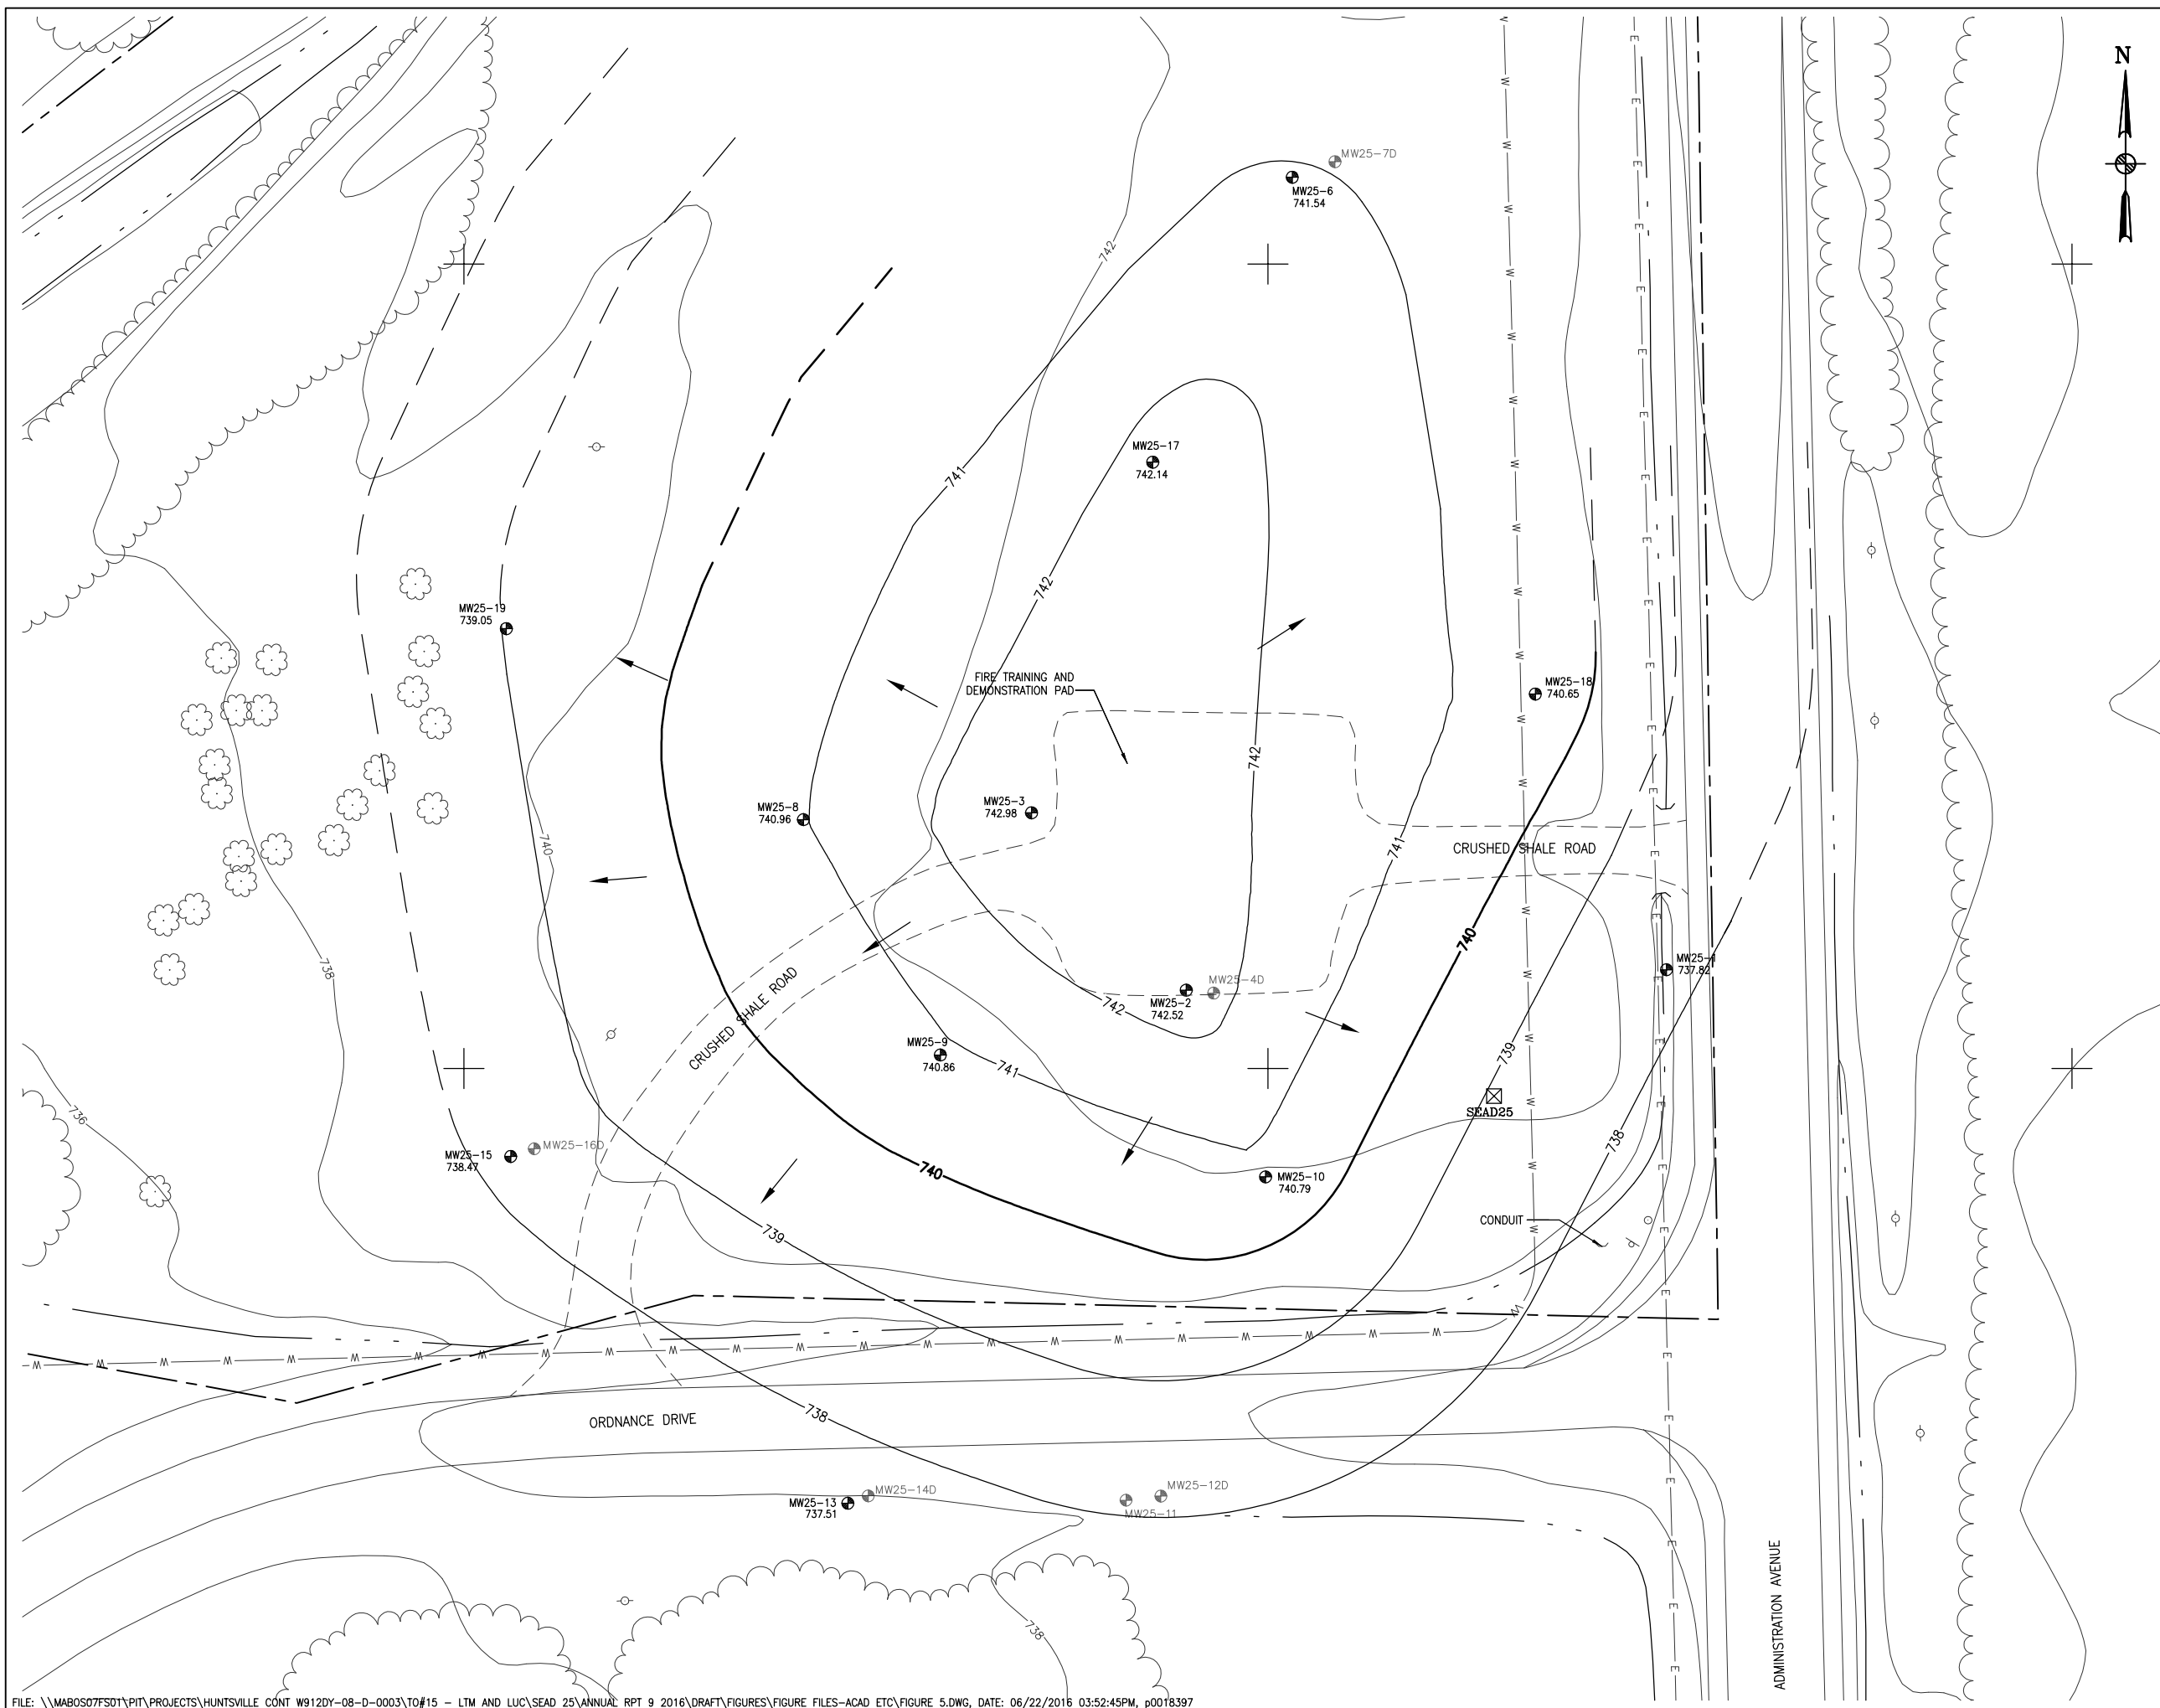 N
MW25-7D
MW25-6
741.54
742
741
MW25-17
742.14
742
MW25-19
739.05
FIRE TRAINING AND
DEMONSTRATION PAD
MW25-18
740.65
742
MW25-8
740.96
MW25-3
742.98
740
741
CRUSHED SHALE ROAD
740
738
CRUSHED SHALE ROAD
MW25-1
737.82
MW25-4D
MW25-2
742.52
742
MW25-9
740.86
741
739
736
SEAD25
738
MW25-16D
MW25-15
738.47
740
MW25-10
740.79
739
CONDUIT
W W W W W W W W W W W W W W W W W W W W W W W
E E E E E E E E E E E E E E E E E E E E E E E E E E
738
ORDNANCE DRIVE
MW25-14D
MW25-13
737.51
MW25-12D
MW25-11
738
ADMINISTRATION AVENUE
FILE: \\MABOS07FS01\PIT\PROJECTS\HUNTSVILLE CONT W912DY-08-D-0003\TO#15 - LTM AND LUC\SEAD 25\ANNUAL RPT 9 2016\DRAFT\FIGURES\FIGURE FILES-ACAD ETC\FIGURE 5.DWG, DATE: 06/22/2016 03:52:45PM, p0018397